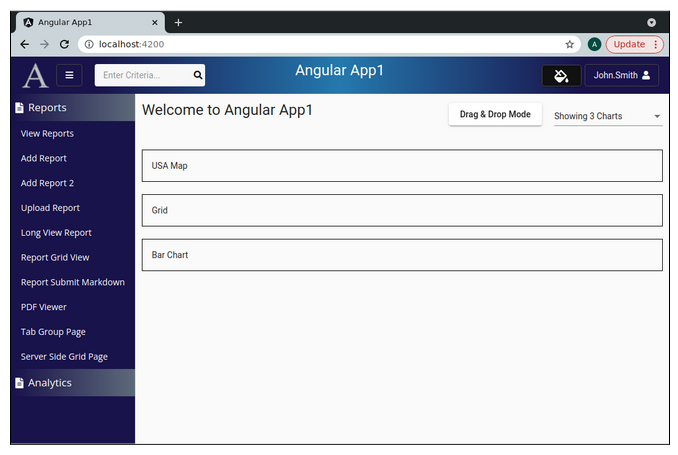 Angular App1
localhost:4200
A
Update
A
Enter Criteria...
Angular App1
John.Smith
Reports
View Reports
Add Report
Add Report 2
Upload Report
Long View Report
Report Grid View
Report Submit Markdown
PDF Viewer
Tab Group Page
Server Side Grid Page
Analytics
Welcome to Angular App1
Drag & Drop Mode
Showing 3 Charts
USA Map
Grid
Bar Chart